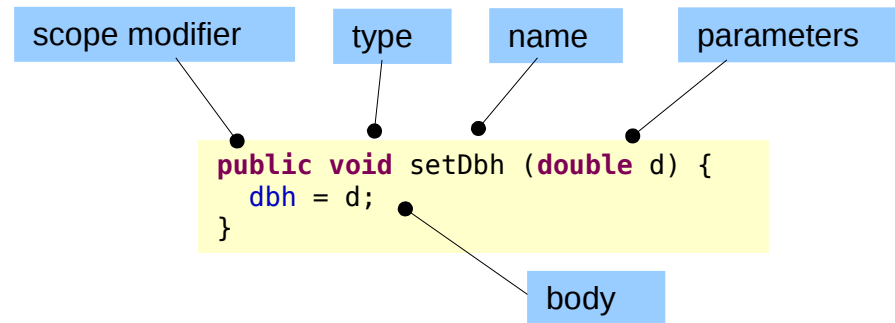 scope modifier
type
name
parameters
public void setDbh (double d) {
  dbh = d;
}
body